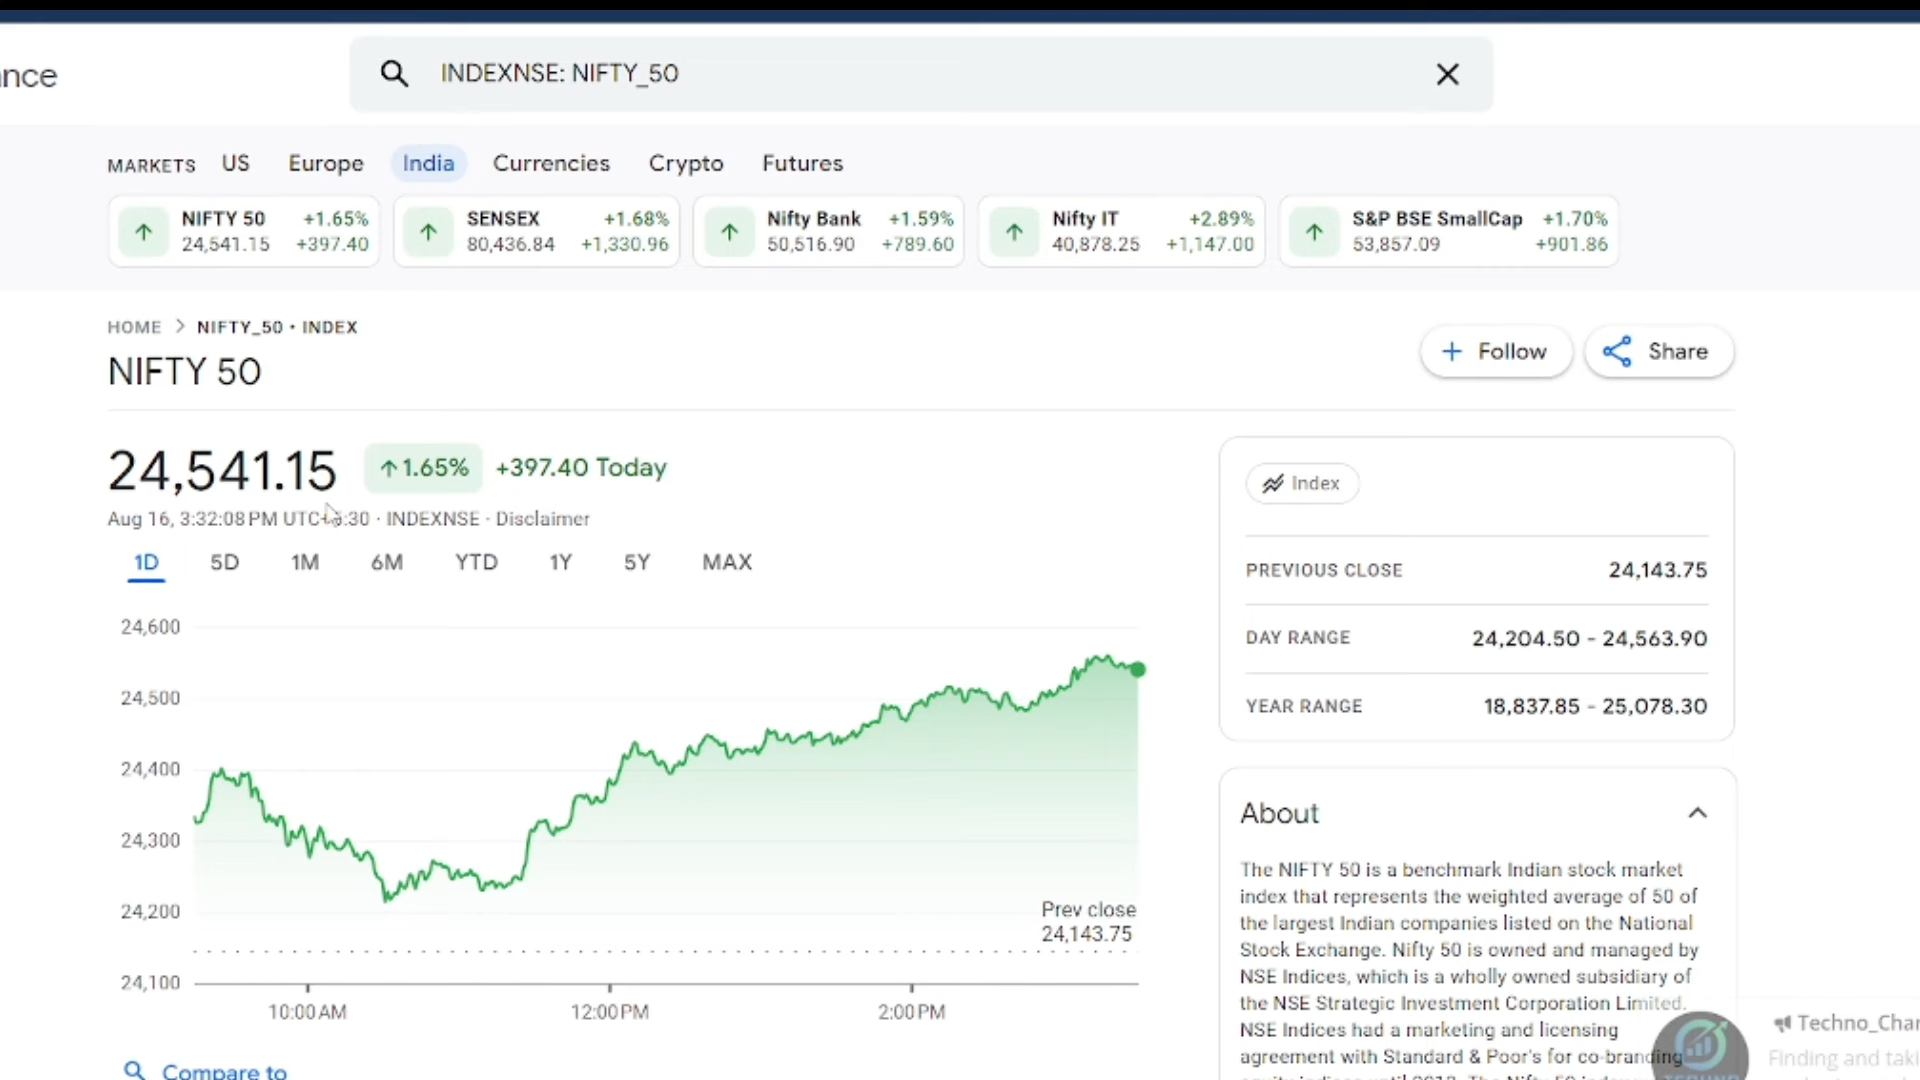 nce
INDEXNSE: NIFTY_50
MARKETS US Europe India Currencies Crypto Futures
NIFTY 50 +1.65%
24,541.15 +397.40
SENSEX +1.68%
80,436.84 +1,330.96
Nifty Bank +1.59%
50,516.90 +789.60
Nifty IT +2.89%
40,878.25 +1,147.00
S&P BSE SmallCap +1.70%
53,857.09 +901.86
HOME > NIFTY_50 • INDEX
NIFTY 50
Follow
Share
24,541.15 ↑1.65% +397.40 Today
Aug 16, 3:32:08 PM UTC+5:30 · INDEXNSE · Disclaimer
1D 5D 1M 6M YTD 1Y 5Y MAX
24,600
24,500
24,400
24,300
24,200
24,100
Prev close
24,143.75
10:00 AM 12:00 PM 2:00 PM
Compare to
Index
PREVIOUS CLOSE 24,143.75
DAY RANGE 24,204.50 - 24,563.90
YEAR RANGE 18,837.85 - 25,078.30
About
The NIFTY 50 is a benchmark Indian stock market
index that represents the weighted average of 50 of
the largest Indian companies listed on the National
Stock Exchange. Nifty 50 is owned and managed by
NSE Indices, which is a wholly owned subsidiary of
the NSE Strategic Investment Corporation Limited.
NSE Indices had a marketing and licensing
agreement with Standard & Poor's for co-branding
Techno_Char
Finding and taki